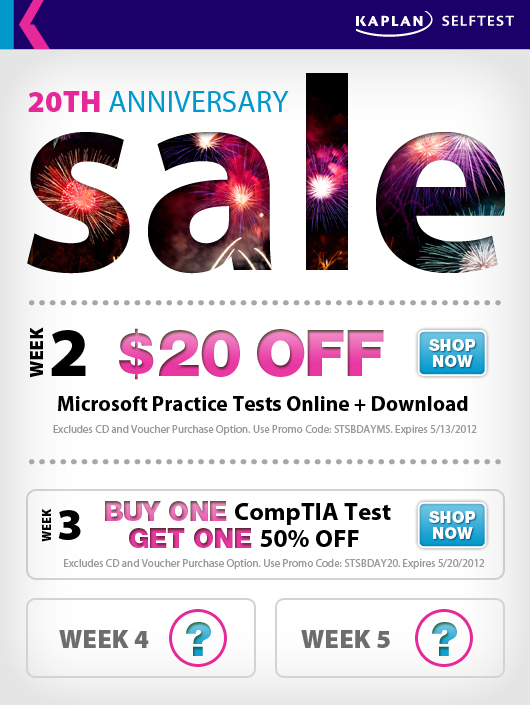 KAPLAN SELFTEST
20TH ANNIVERSARY
sale
WEEK 2 $20 OFF SHOP NOW
Microsoft Practice Tests Online + Download
Excludes CD and Voucher Purchase Option. Use Promo Code: STSBDAYMS. Expires 5/13/2012
WEEK 3 BUY ONE CompTIA Test
GET ONE 50% OFF
SHOP NOW
Excludes CD and Voucher Purchase Option. Use Promo Code: STSBDAY20. Expires 5/20/2012
WEEK 4 ?
WEEK 5 ?